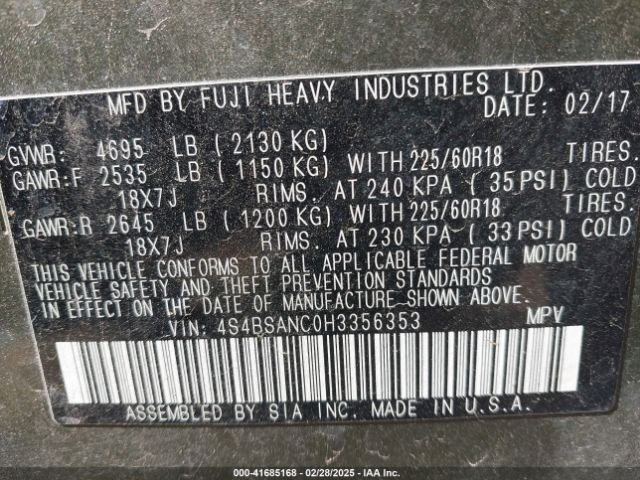 MFD BY FUJI HEAVY INDUSTRIES LTD.
DATE: 02/17
GVWR: 4695 LB ( 2130 KG)
GAWR:F 2535 LB ( 1150 KG) WITH 225/60R18 TIRES.
18X7J RIMS. AT 240 KPA ( 35 PSI) COLD
GAWR:R 2645 LB ( 1200 KG) WITH 225/60R18 TIRES.
18X7J RIMS. AT 230 KPA ( 33 PSI) COLD
THIS VEHICLE CONFORMS TO ALL APPLICABLE FEDERAL MOTOR
VEHICLE SAFETY AND THEFT PREVENTION STANDARDS
IN EFFECT ON THE DATE OF MANUFACTURE SHOWN ABOVE.
VIN: 4S4BSANC0H3356353 MPV
ASSEMBLED BY SIA INC. MADE IN U.S.A.
000-41685168 - 02/28/2025 - IAA Inc.